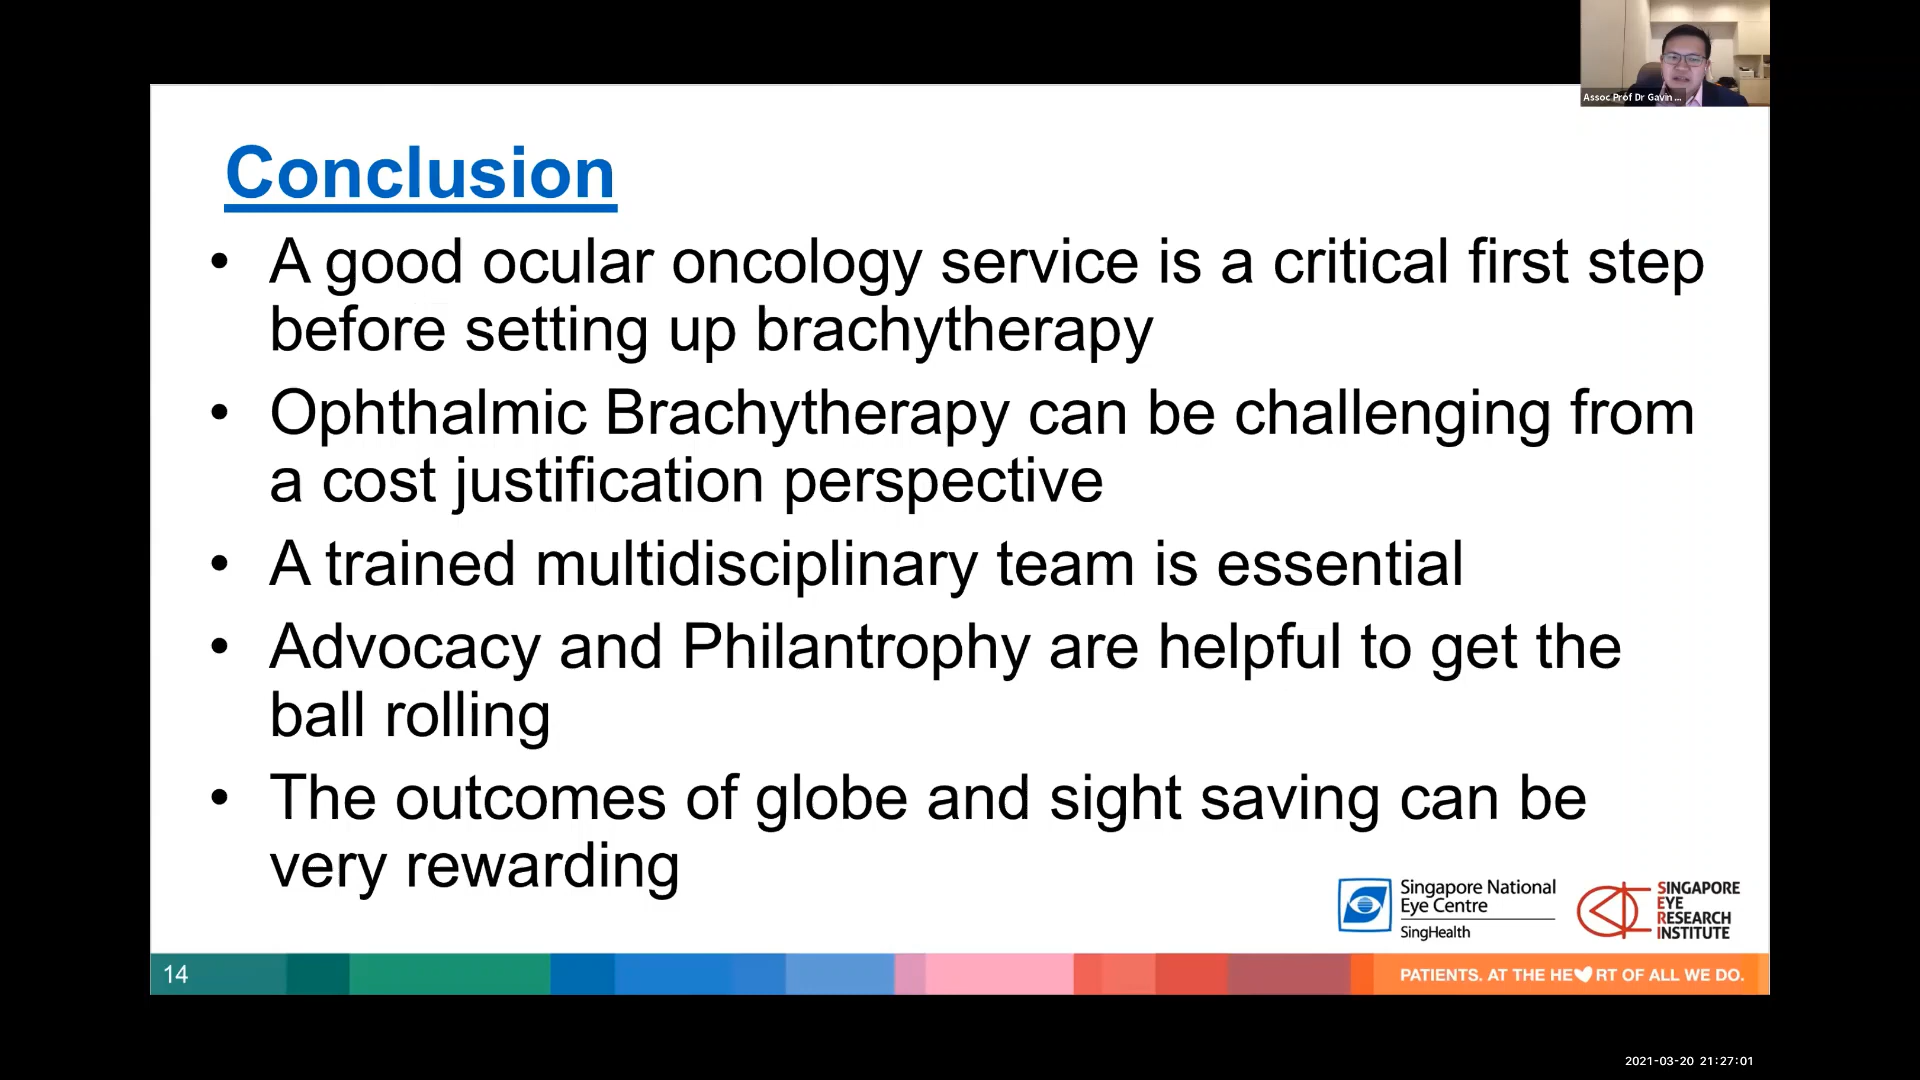 Assoc Prof Dr Gavin ...
Conclusion
• A good ocular oncology service is a critical first step
before setting up brachytherapy
• Ophthalmic Brachytherapy can be challenging from
a cost justification perspective
• A trained multidisciplinary team is essential
• Advocacy and Philantrophy are helpful to get the
ball rolling
• The outcomes of globe and sight saving can be
very rewarding
Singapore National
Eye Centre
SingHealth
SINGAPORE
EYE
RESEARCH
INSTITUTE
14
PATIENTS. AT THE HE♥RT OF ALL WE DO.
2021-03-20 21:27:01